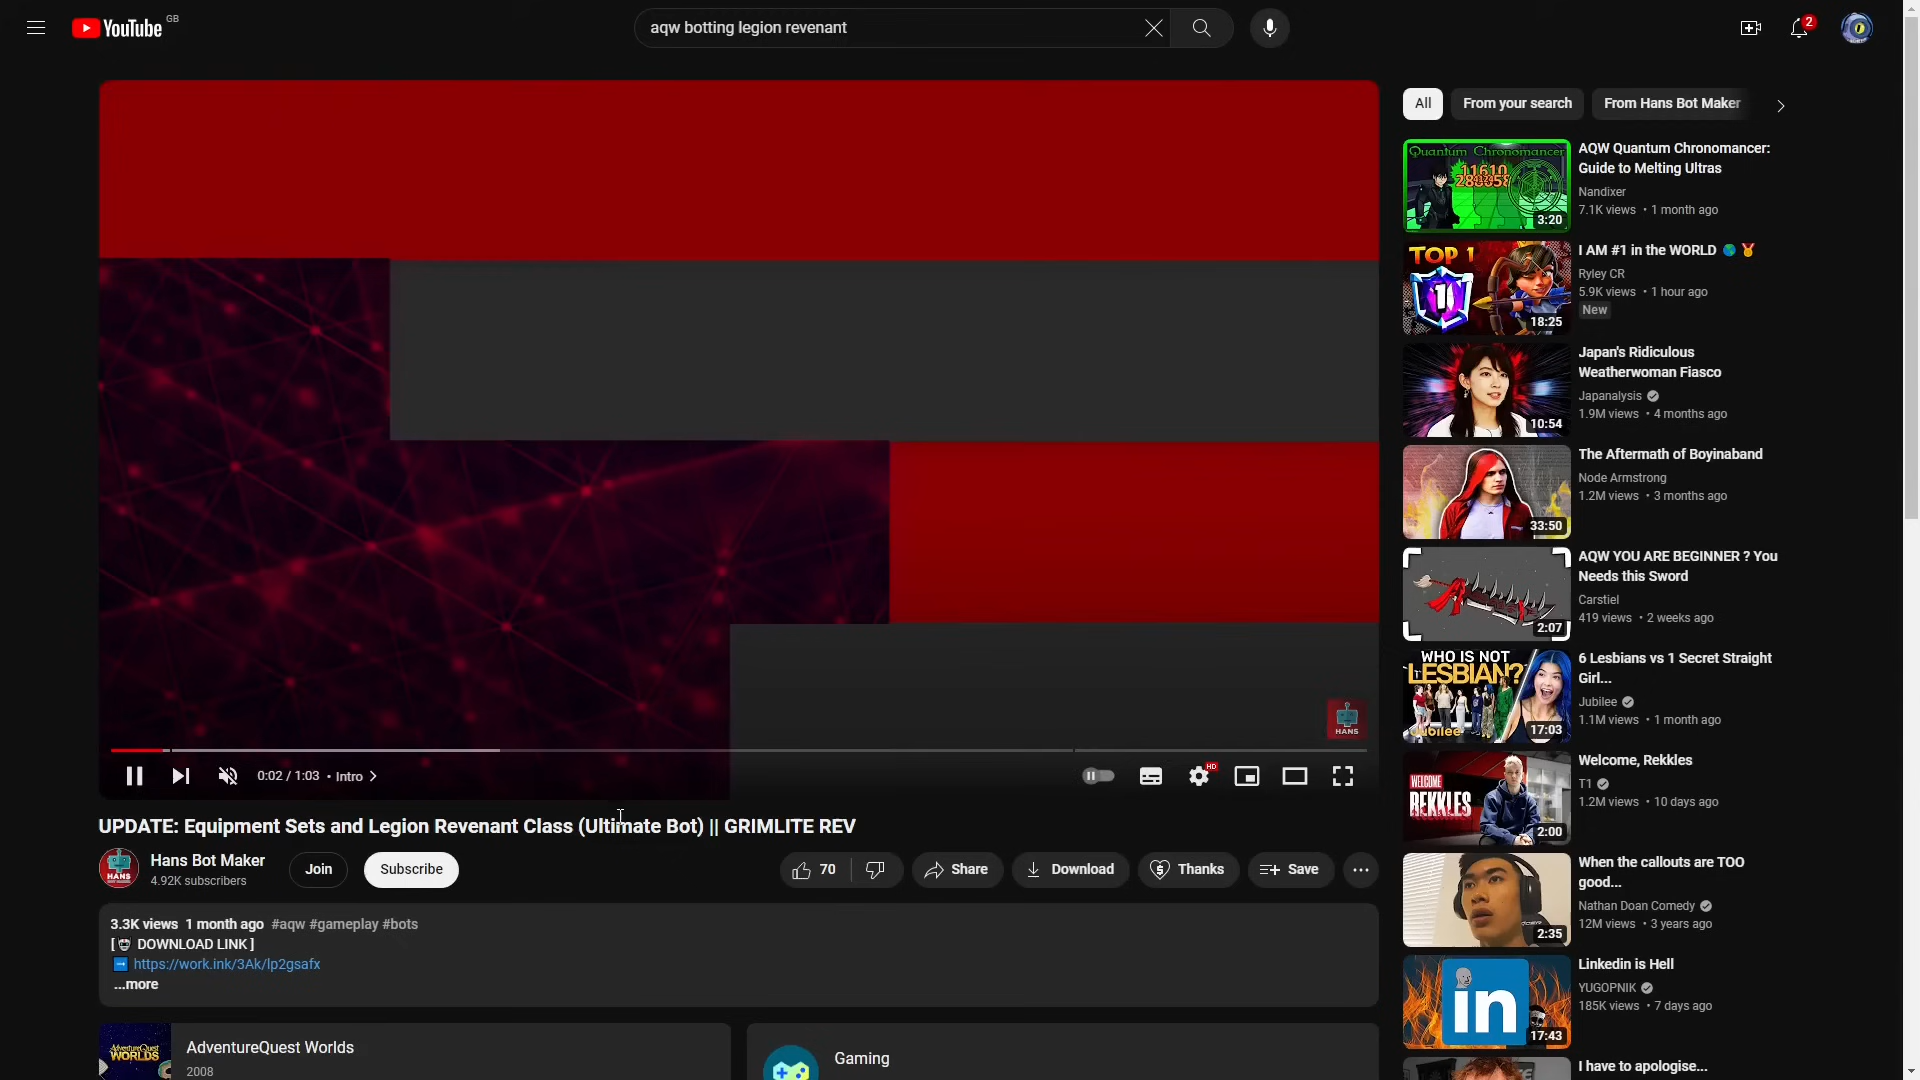 YouTube GB
aqw botting legion revenant
2
All
From your search
From Hans Bot Maker
HANS
0:02 / 1:03 • Intro
HD
UPDATE: Equipment Sets and Legion Revenant Class (Ultimate Bot) || GRIMLITE REV
HANS
Hans Bot Maker
4.92K subscribers
Join
Subscribe
70
Share
Download
Thanks
Save
3.3K views 1 month ago #aqw #gameplay #bots
[ DOWNLOAD LINK ]
https://work.ink/3Ak/lp2gsafx
...more
AdventureQuest
WORLDS
AdventureQuest Worlds
2008
Gaming
Quantum Chronomancer
11610
3:20
AQW Quantum Chronomancer:
Guide to Melting Ultras
Nandixer
7.1K views • 1 month ago
TOP 1
1
18:25
I AM #1 in the WORLD
Ryley CR
5.9K views • 1 hour ago
New
10:54
Japan's Ridiculous
Weatherwoman Fiasco
Japanalysis
1.9M views • 4 months ago
33:50
The Aftermath of Boyinaband
Node Armstrong
1.2M views • 3 months ago
2:07
AQW YOU ARE BEGINNER ? You
Needs this Sword
Carstiel
419 views • 2 weeks ago
WHO IS NOT
LESBIAN?
Jubilee
17:03
6 Lesbians vs 1 Secret Straight
Girl...
Jubilee
1.1M views • 1 month ago
WELCOME
REKKLES
2:00
Welcome, Rekkles
T1
1.2M views • 10 days ago
2:35
When the callouts are TOO
good...
Nathan Doan Comedy
12M views • 3 years ago
in
17:43
Linkedin is Hell
YUGOPNIK
185K views • 7 days ago
I have to apologise...